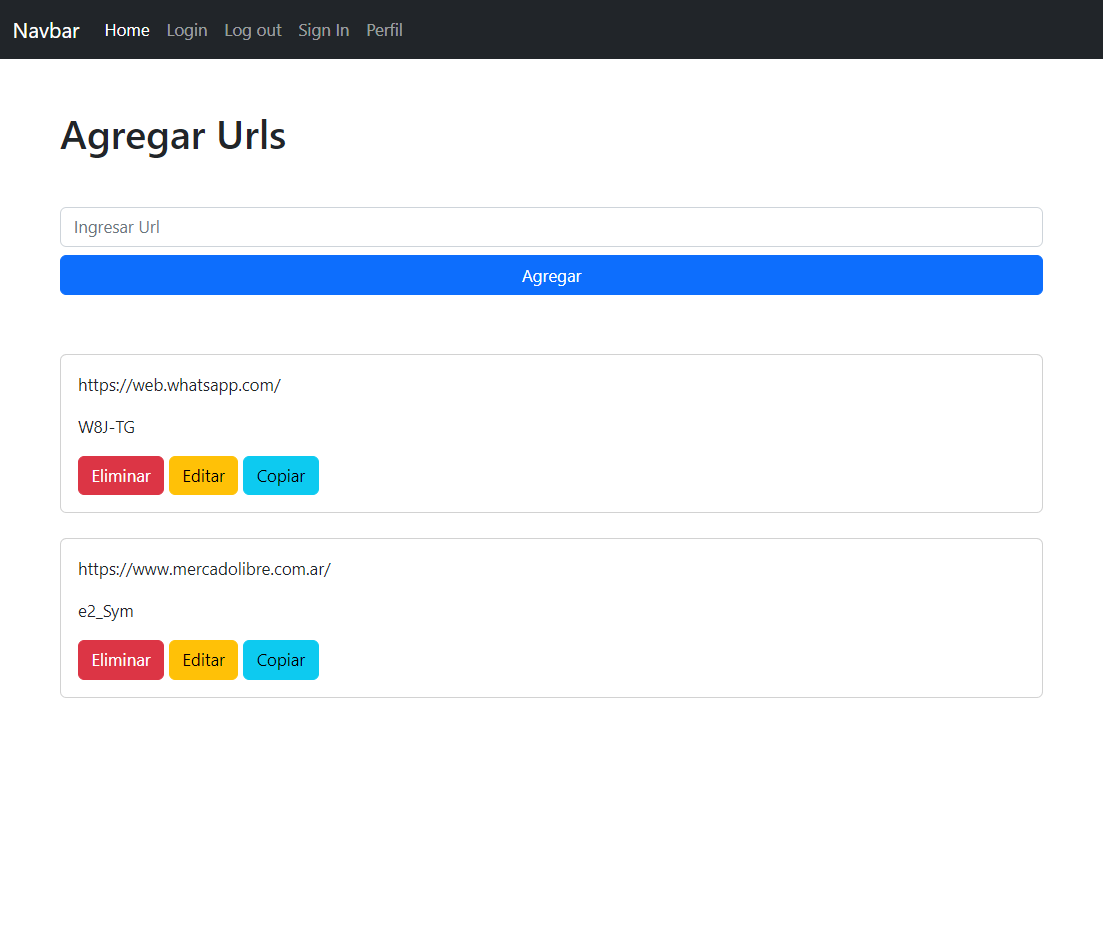 Navbar Home Login Log out Sign In Perfil
Agregar Urls
Ingresar Url
Agregar
https://web.whatsapp.com/
W8J-TG
Eliminar Editar Copiar
https://www.mercadolibre.com.ar/
e2_Sym
Eliminar Editar Copiar